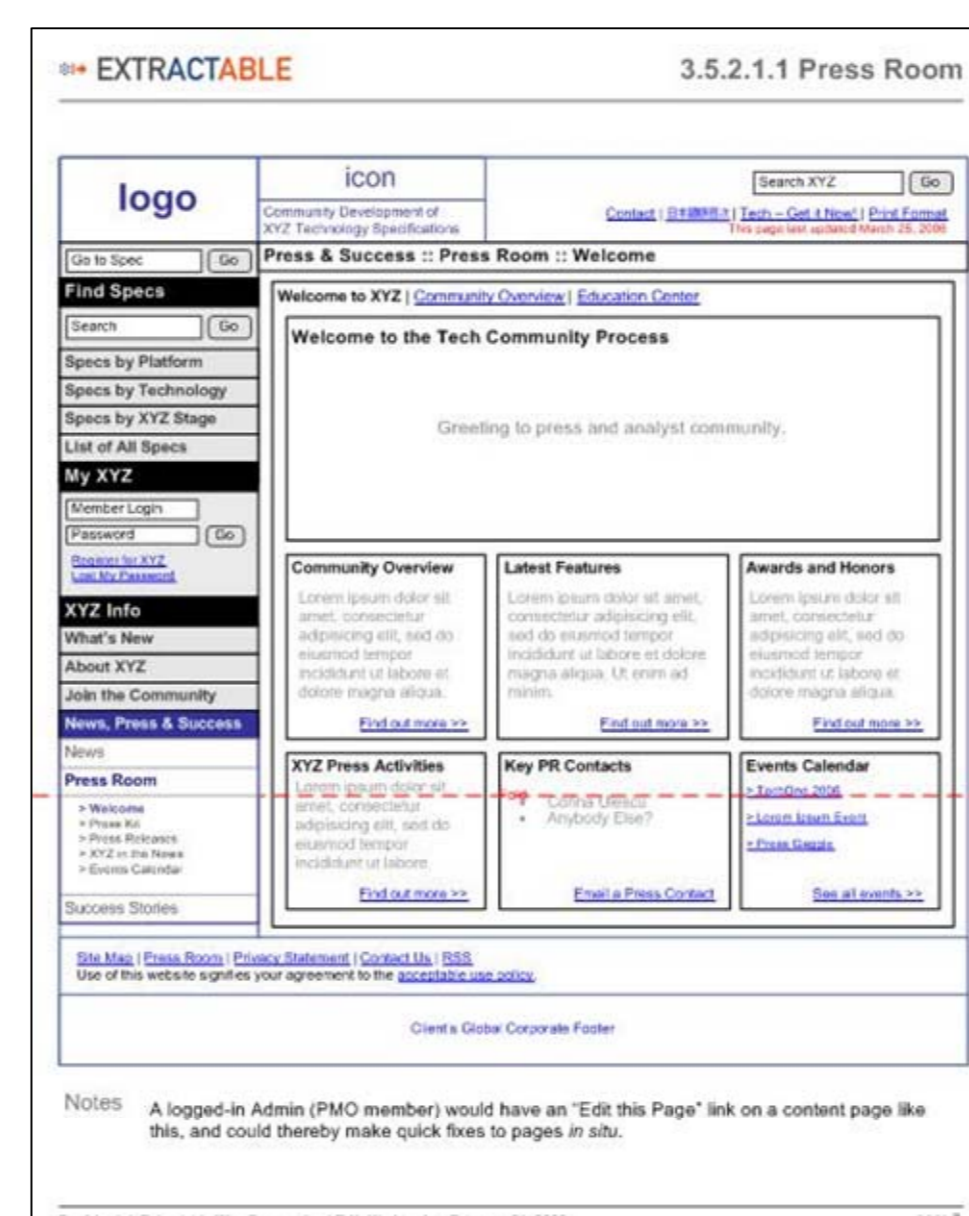 EXTRACTABLE
3.5.2.1.1 Press Room
logo
icon
Community Development of
XYZ Technology Specifications
Search XYZ Go
Contact | | Tech – Get it Now! | Print Format
This page last updated March 25, 2006
Go to Spec Go
Press & Success :: Press Room :: Welcome
Find Specs
Search Go
Specs by Platform
Specs by Technology
Specs by XYZ Stage
List of All Specs
My XYZ
Member Login
Password Go
Register for XYZ
Lost My Password
XYZ Info
What's New
About XYZ
Join the Community
News, Press & Success
News
Press Room
> Welcome
> Press Kit
> Press Releases
> XYZ in the News
> Events Calendar
Success Stories
Welcome to XYZ | Community Overview | Education Center
Welcome to the Tech Community Process
Greeting to press and analyst community.
Community Overview
Lorem ipsum dolor sit
amet, consectetur
adipisicing elit, sed do
eiusmod tempor
incididunt ut labore et
dolore magna aliqua.
Find out more >>
Latest Features
Lorem ipsum dolor sit amet,
consectetur adipisicing elit,
sed do eiusmod tempor
incididunt ut labore et dolore
magna aliqua. Ut enim ad
minim.
Find out more >>
Awards and Honors
Lorem ipsum dolor sit
amet, consectetur
adipisicing elit, sed do
eiusmod tempor
incididunt ut labore et
dolore magna aliqua.
Find out more >>
XYZ Press Activities
Lorem ipsum dolor sit
amet, consectetur
adipisicing elit, sed do
eiusmod tempor
incididunt ut labore.
Find out more >>
Key PR Contacts
• Corina
• Anybody Else?
Email a Press Contact
Events Calendar
> TechOne 2006
> Lorem Ipsum Event
> Press Gaggle
See all events >>
Site Map | Press Room | Privacy Statement | Contact Us | RSS
Use of this website signifies your agreement to the acceptable use policy.
Client's Global Corporate Footer
Notes
A logged-in Admin (PMO member) would have an "Edit this Page" link on a content page like
this, and could thereby make quick fixes to pages in situ.